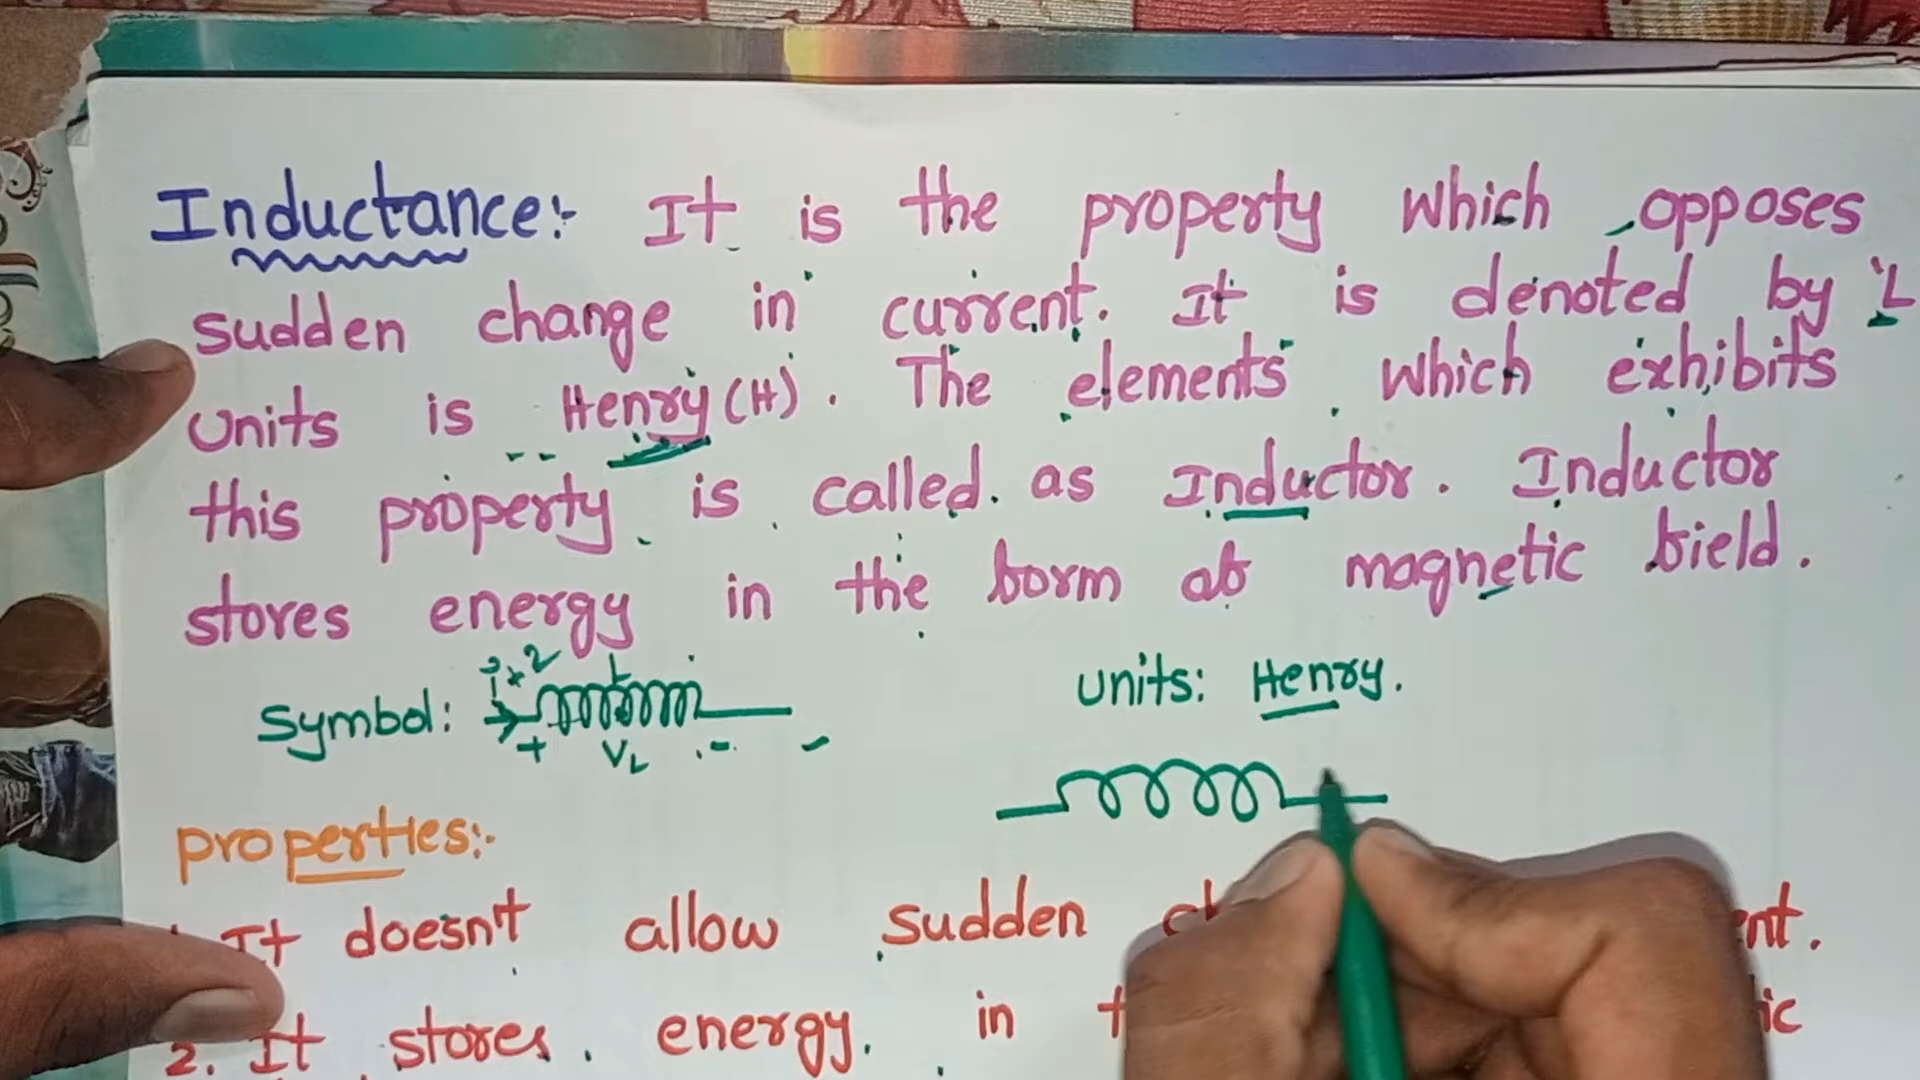 Inductance:- It is the property which opposes
sudden change in current. It is denoted by 'L
units is Henry (H). The elements which exhibits
this property is called as Inductor. Inductor
stores energy in the form of magnetic field.
Symbol: L
+ VL -
units: Henry.
properties:-
It doesn't allow sudden
2. It stores energy in